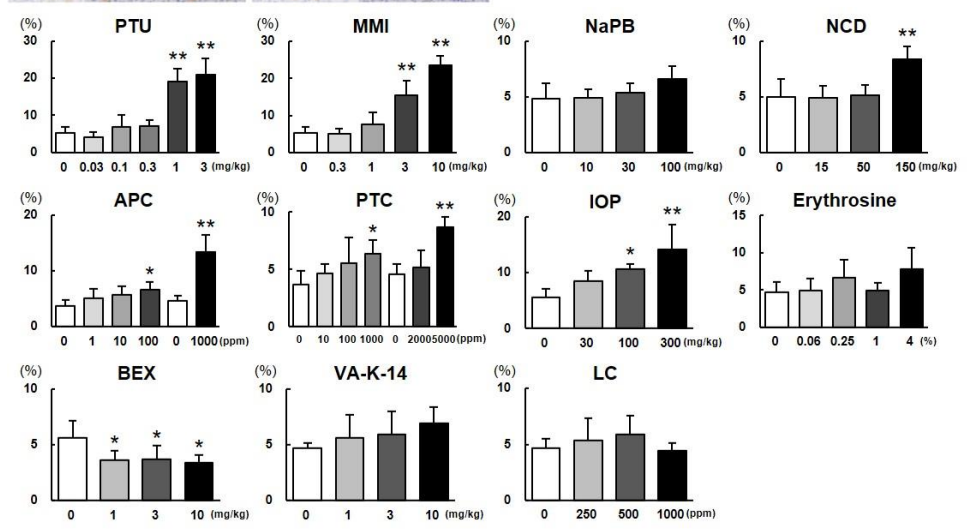 (%) PTU
30
20
10
0
** **
0 0.03 0.1 0.3 1 3 (mg/kg)
(%) MMI
30
20
10
0
** **
0 0.3 1 3 10 (mg/kg)
(%) NaPB
10
5
0
0 10 30 100 (mg/kg)
(%) NCD
10
5
0
**
0 15 50 150 (mg/kg)
(%) APC
20
10
0
* **
0 1 10 100 0 1000 (ppm)
(%) PTC
10
5
0
* **
0 10 100 1000 0 2000 5000 (ppm)
(%) IOP
20
10
0
* **
0 30 100 300 (mg/kg)
(%) Erythrosine
15
10
5
0
0 0.06 0.25 1 4 (%)
(%) BEX
10
5
0
* * *
0 1 3 10 (mg/kg)
(%) VA-K-14
10
5
0
0 1 3 10 (mg/kg)
(%) LC
10
5
0
0 250 500 1000 (ppm)